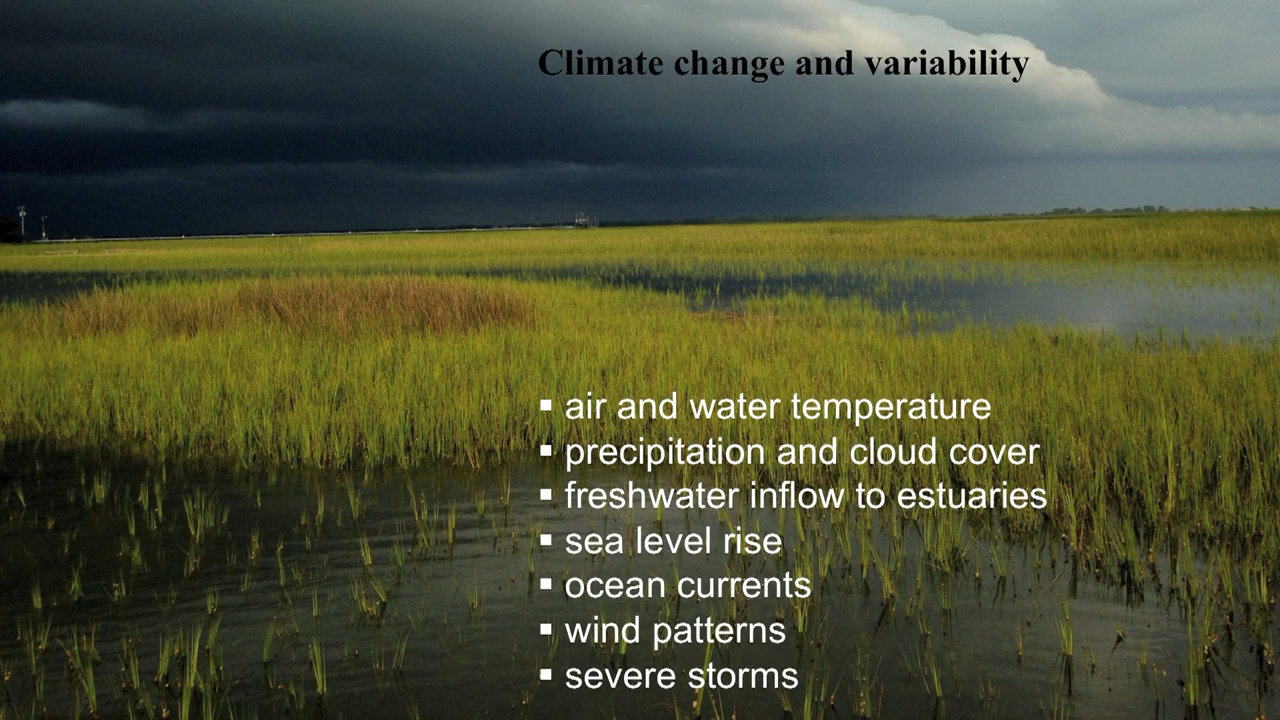 Climate change and variability
▪ air and water temperature
▪ precipitation and cloud cover
▪ freshwater inflow to estuaries
▪ sea level rise
▪ ocean currents
▪ wind patterns
▪ severe storms